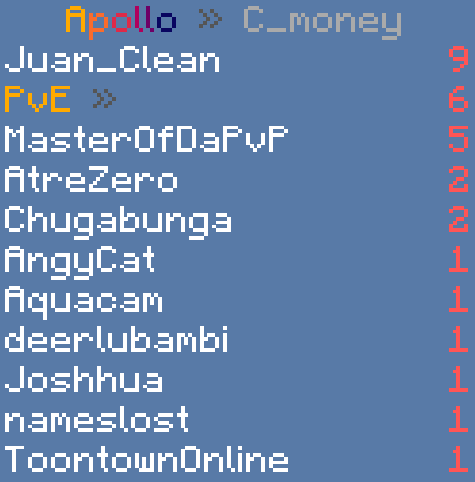 Apollo » C_money
Juan_Clean 9
PvE » 6
MasterOfDaPvP 5
AtreZero 2
Chugabunga 2
AngyCat 1
Aquacam 1
deerlubambi 1
Joshhua 1
nameslost 1
ToontownOnline 1